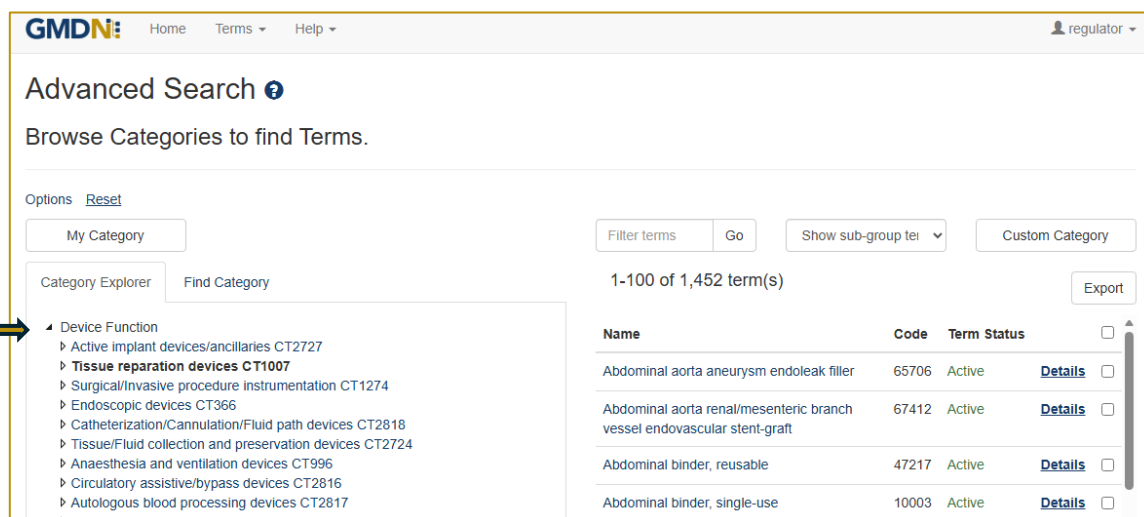 GMDN Home Terms Help regulator
Advanced Search ?
Browse Categories to find Terms.
Options Reset
My Category
Filter terms Go Show sub-group ter Custom Category
Category Explorer Find Category
1-100 of 1,452 term(s)
Export
Device Function
Active implant devices/ancillaries CT2727
Tissue reparation devices CT1007
Surgical/Invasive procedure instrumentation CT1274
Endoscopic devices CT366
Catheterization/Cannulation/Fluid path devices CT2818
Tissue/Fluid collection and preservation devices CT2724
Anaesthesia and ventilation devices CT996
Circulatory assistive/bypass devices CT2816
Autologous blood processing devices CT2817
Name Code Term Status
Abdominal aorta aneurysm endoleak filler 65706 Active Details
Abdominal aorta renal/mesenteric branch
vessel endovascular stent-graft 67412 Active Details
Abdominal binder, reusable 47217 Active Details
Abdominal binder, single-use 10003 Active Details